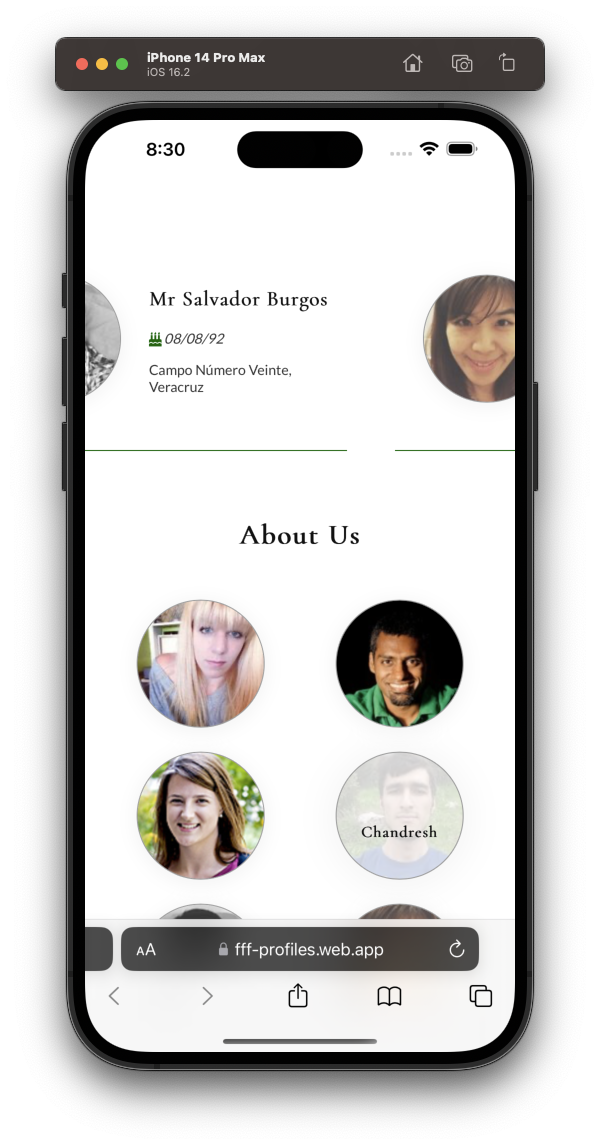 iPhone 14 Pro Max
iOS 16.2
8:30
Mr Salvador Burgos
08/08/92
Campo Número Veinte,
Veracruz
About Us
Chandresh
AA
fff-profiles.web.app